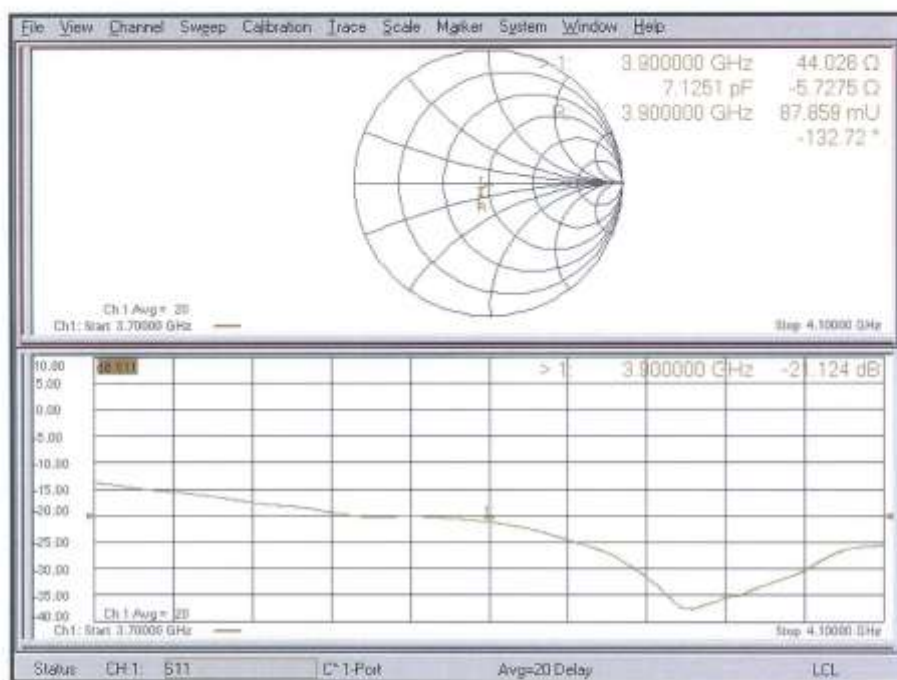 File View Channel Sweep Calibration Trace Scale Marker System Window Help
> 1: 3.900000 GHz 44.026 Ω
7.1251 pF -5.7275 Ω
R 3.900000 GHz 87.859 mU
-132.72 °
Ch 1 Avg = 20
Ch1: Start 3.70000 GHz
Stop 4.10000 GHz
10.00 dB S11
> 1: 3.900000 GHz -21.124 dB
5.00
0.00
-5.00
-10.00
-15.00
-20.00
-25.00
-30.00
-35.00
-40.00
Ch 1 Avg = 20
Ch1: Start 3.70000 GHz
Stop 4.10000 GHz
Status CH 1: S11 C* 1-Port Avg=20 Delay LCL